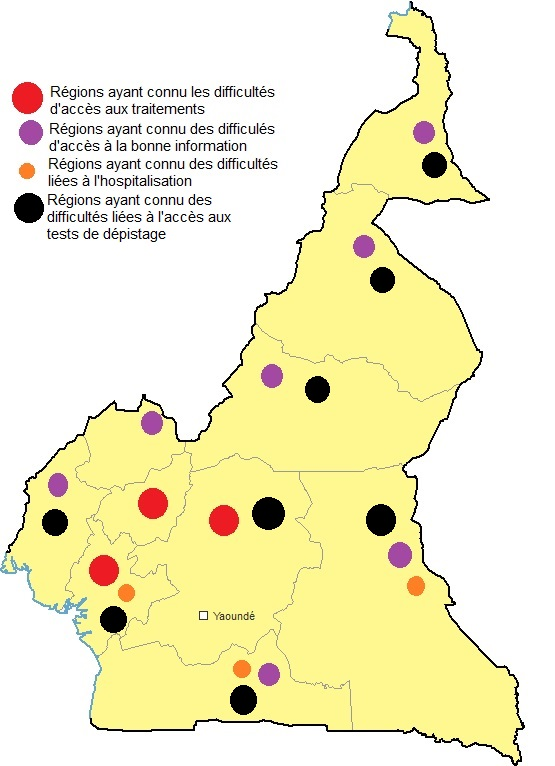 Régions ayant connu les difficultés
d'accès aux traitements
Régions ayant connu des difficulés
d'accès à la bonne information
Régions ayant connu des difficultés
liées à l'hospitalisation
Régions ayant connu des
difficultés liées à l'accès aux
tests de dépistage
Yaoundé